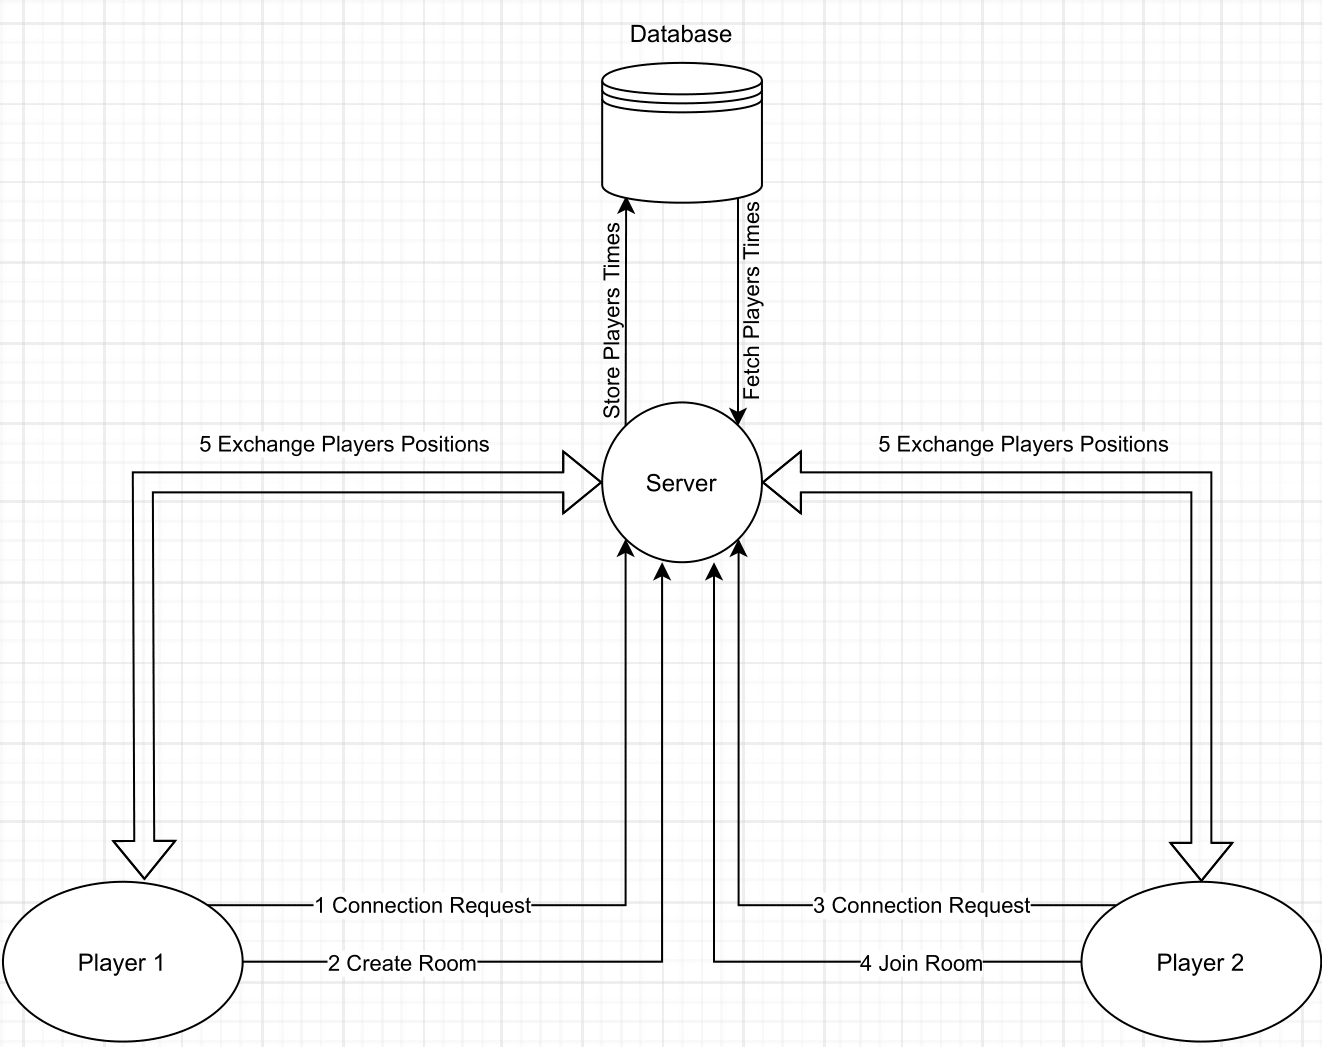 Database
Store Players Times
Fetch Players Times
5 Exchange Players Positions
5 Exchange Players Positions
Server
1 Connection Request
3 Connection Request
Player 1
2 Create Room
4 Join Room
Player 2